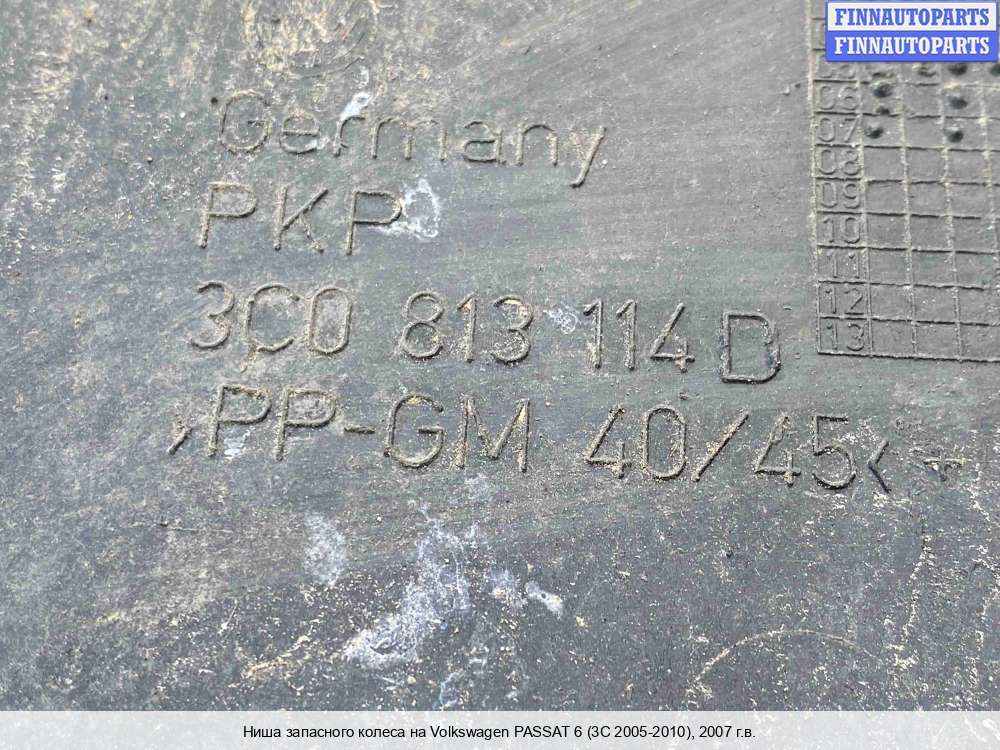 FINNAUTOPARTS
FINNAUTOPARTS
Germany
PKP
3C0 813 114 D
>PP-GM 40/45<
06
07
08
09
10
11
12
13
Ниша запасного колеса на Volkswagen PASSAT 6 (3C 2005-2010), 2007 г.в.